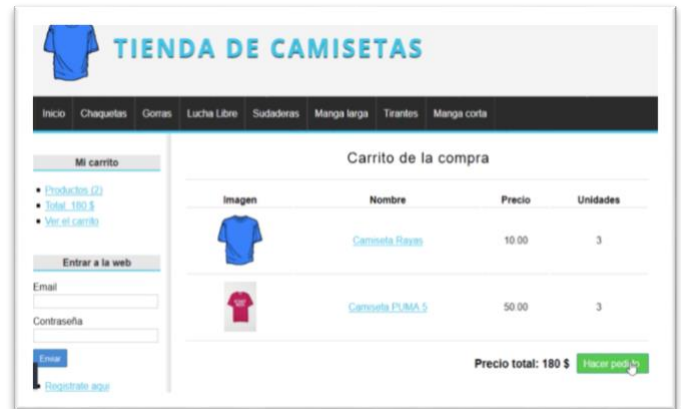 TIENDA DE CAMISETAS
Inicio Chaquetas Gorras Lucha Libre Sudaderas Manga larga Tirantes Manga corta
Mi carrito
Productos (2)
Total: 180 $
Ver el carrito
Entrar a la web
Email
Contraseña
Enviar
Registrate aqui
Carrito de la compra
Imagen Nombre Precio Unidades
Camiseta Rayas 10.00 3
Camiseta PUMA 5 50.00 3
Precio total: 180 $ Hacer pedido